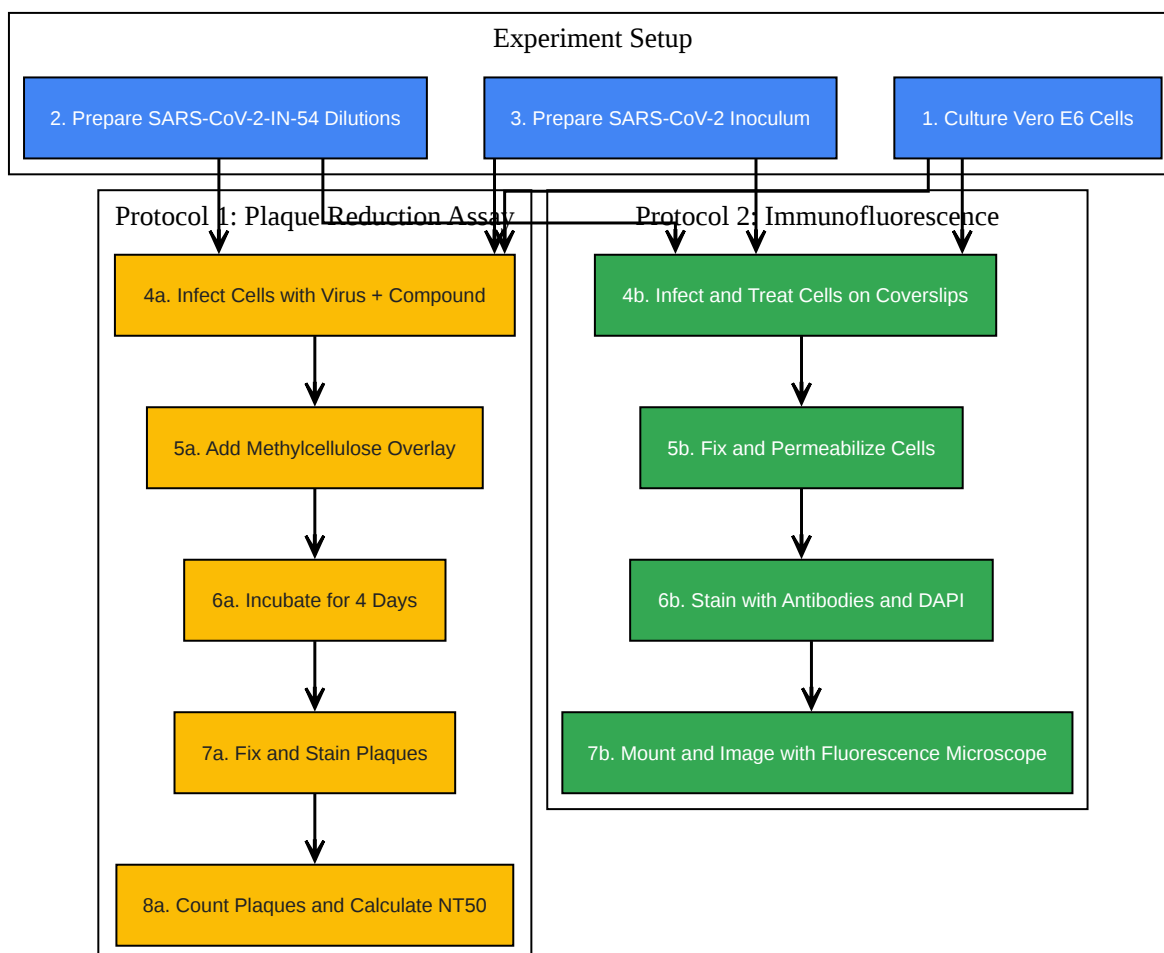 Experiment Setup
2. Prepare SARS-CoV-2-IN-54 Dilutions
3. Prepare SARS-CoV-2 Inoculum
1. Culture Vero E6 Cells
Protocol 1: Plaque Reduction Assay
Protocol 2: Immunofluorescence
4a. Infect Cells with Virus + Compound
4b. Infect and Treat Cells on Coverslips
5a. Add Methylcellulose Overlay
5b. Fix and Permeabilize Cells
6a. Incubate for 4 Days
6b. Stain with Antibodies and DAPI
7a. Fix and Stain Plaques
7b. Mount and Image with Fluorescence Microscope
8a. Count Plaques and Calculate NT50